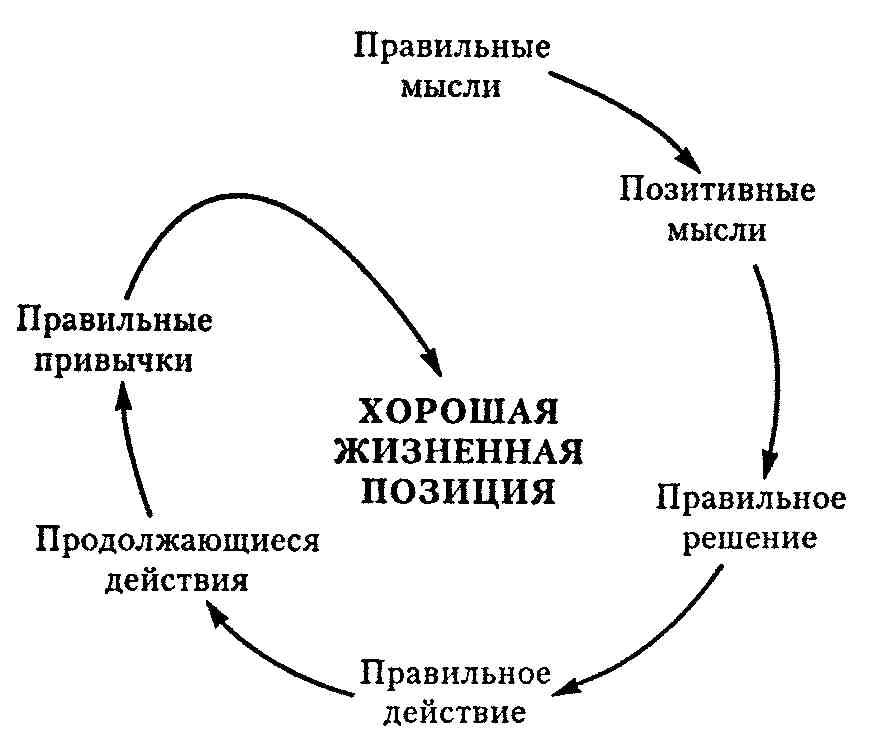 Правильные
мысли
Позитивные
мысли
Правильное
решение
Правильное
действие
Продолжающиеся
действия
Правильные
привычки
ХОРОШАЯ
ЖИЗНЕННАЯ
ПОЗИЦИЯ